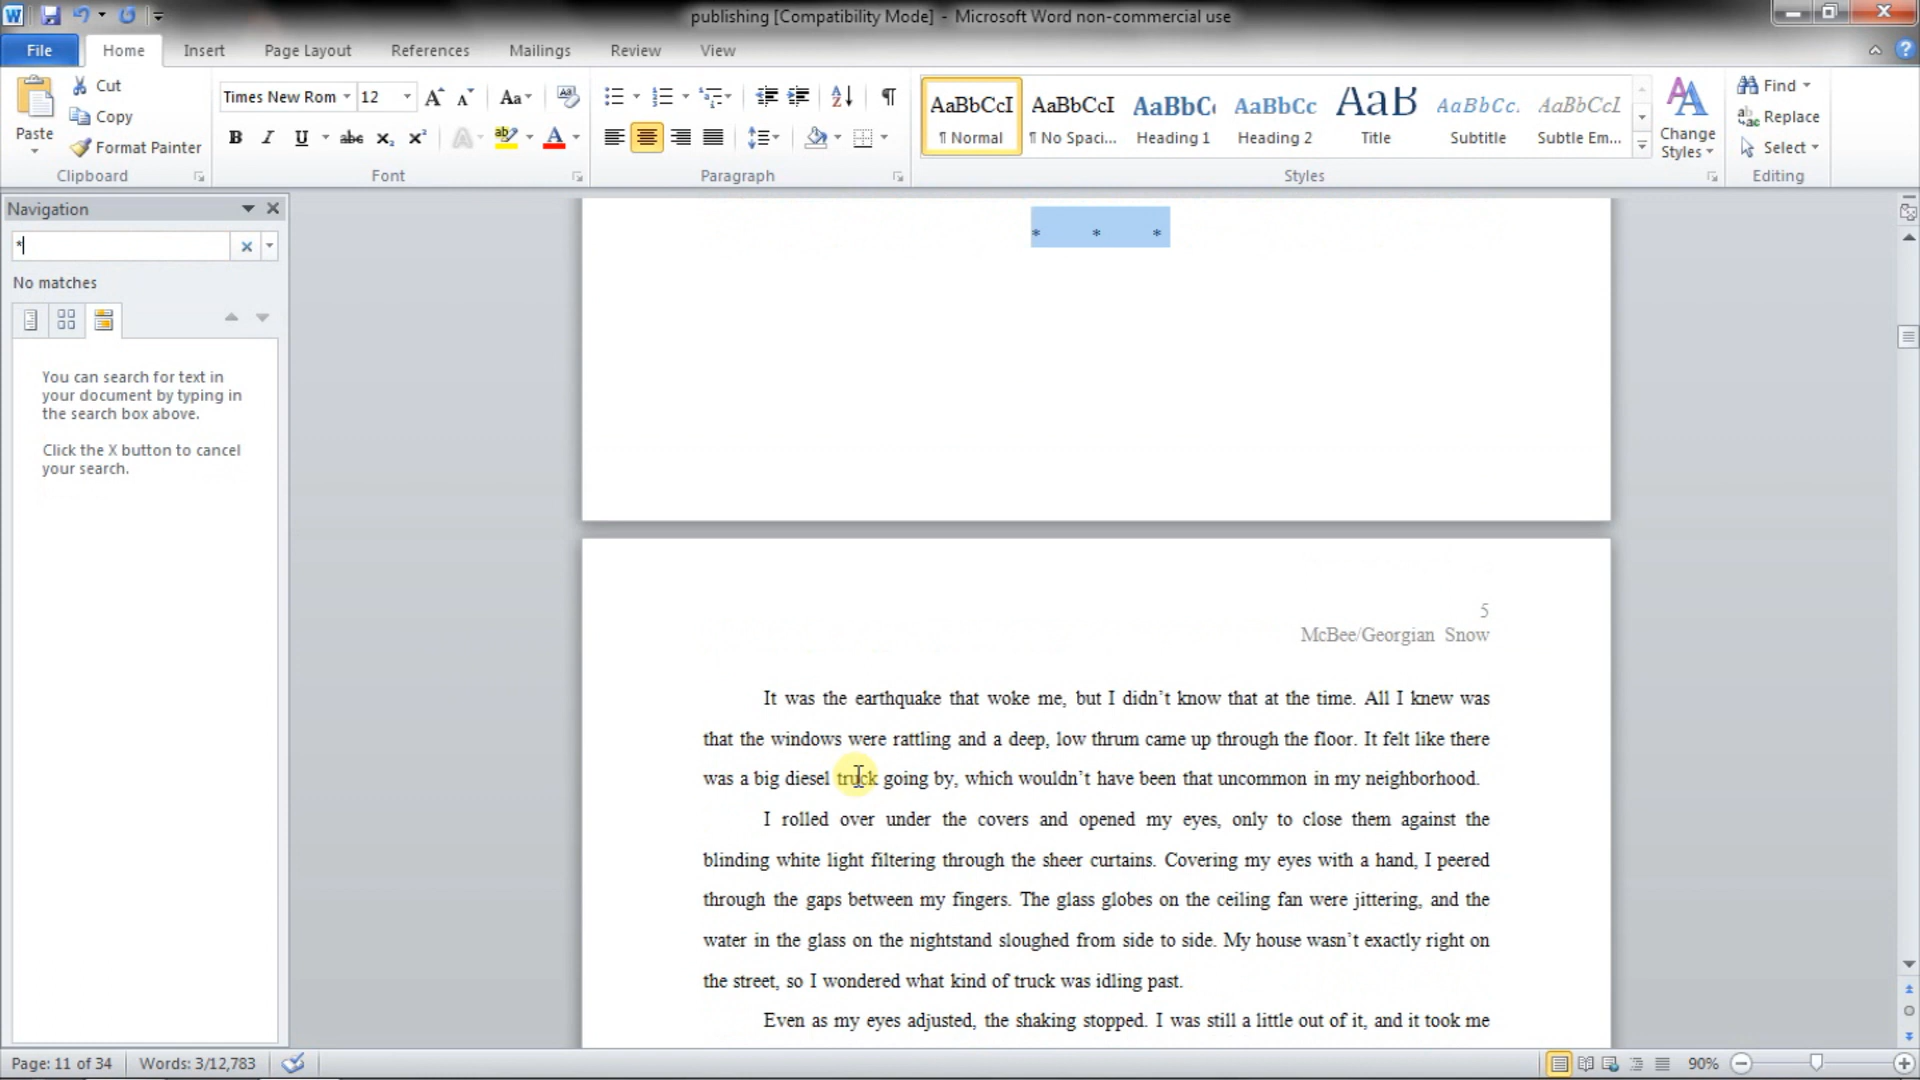 publishing [Compatibility Mode] - Microsoft Word non-commercial use
File Home Insert Page Layout References Mailings Review View
Paste
Cut
Copy
Format Painter
Clipboard
Times New Rom 12
Font
Paragraph
AaBbCcI AaBbCcI AaBbC AaBbCc AaB AaBbCc. AaBbCcI
¶ Normal ¶ No Spaci... Heading 1 Heading 2 Title Subtitle Subtle Em...
Change
Styles
Styles
Find
Replace
Select
Editing
Navigation
*
No matches
You can search for text in
your document by typing in
the search box above.
Click the X button to cancel
your search.
* * *
5
McBee/Georgian Snow
It was the earthquake that woke me, but I didn’t know that at the time. All I knew was
that the windows were rattling and a deep, low thrum came up through the floor. It felt like there
was a big diesel truck going by, which wouldn’t have been that uncommon in my neighborhood.
I rolled over under the covers and opened my eyes, only to close them against the
blinding white light filtering through the sheer curtains. Covering my eyes with a hand, I peered
through the gaps between my fingers. The glass globes on the ceiling fan were jittering, and the
water in the glass on the nightstand sloughed from side to side. My house wasn’t exactly right on
the street, so I wondered what kind of truck was idling past.
Even as my eyes adjusted, the shaking stopped. I was still a little out of it, and it took me
Page: 11 of 34 Words: 3/12,783 90%